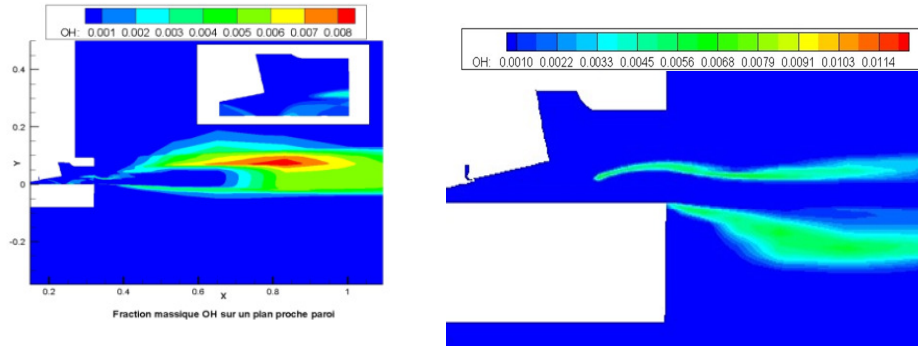 OH: 0.001 0.002 0.003 0.004 0.005 0.006 0.007 0.008
0.4
0.2
Y
0
-0.2
0.2 0.4 0.6 0.8 1
X
Fraction massique OH sur un plan proche paroi
OH: 0.0010 0.0022 0.0033 0.0045 0.0056 0.0068 0.0079 0.0091 0.0103 0.0114